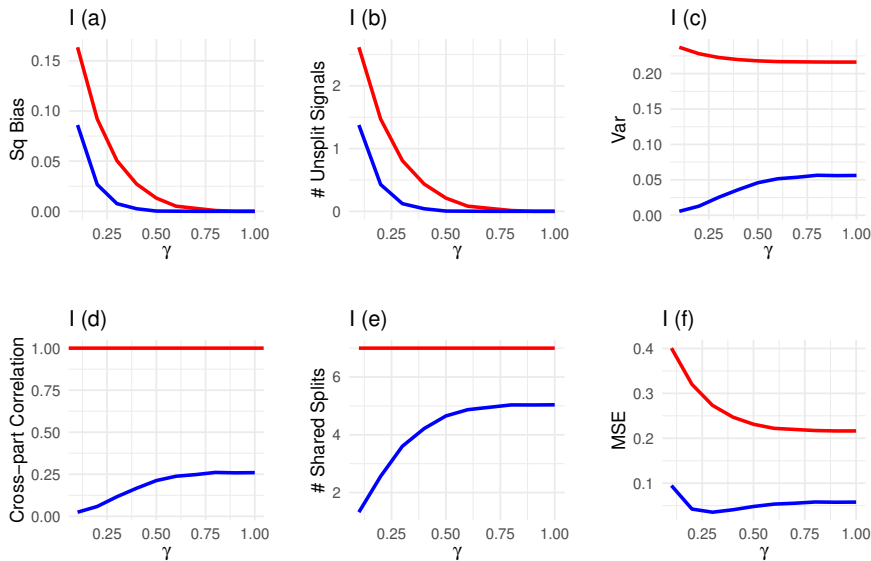 I (a)
Sq Bias
0.15
0.10
0.05
0.00
0.25 0.50 0.75 1.00
γ
I (b)
# Unsplit Signals
2
1
0
0.25 0.50 0.75 1.00
γ
I (c)
Var
0.20
0.15
0.10
0.05
0.00
0.25 0.50 0.75 1.00
γ
I (d)
Cross−part Correlation
1.00
0.75
0.50
0.25
0.00
0.25 0.50 0.75 1.00
γ
I (e)
# Shared Splits
6
4
2
0.25 0.50 0.75 1.00
γ
I (f)
MSE
0.4
0.3
0.2
0.1
0.25 0.50 0.75 1.00
γ